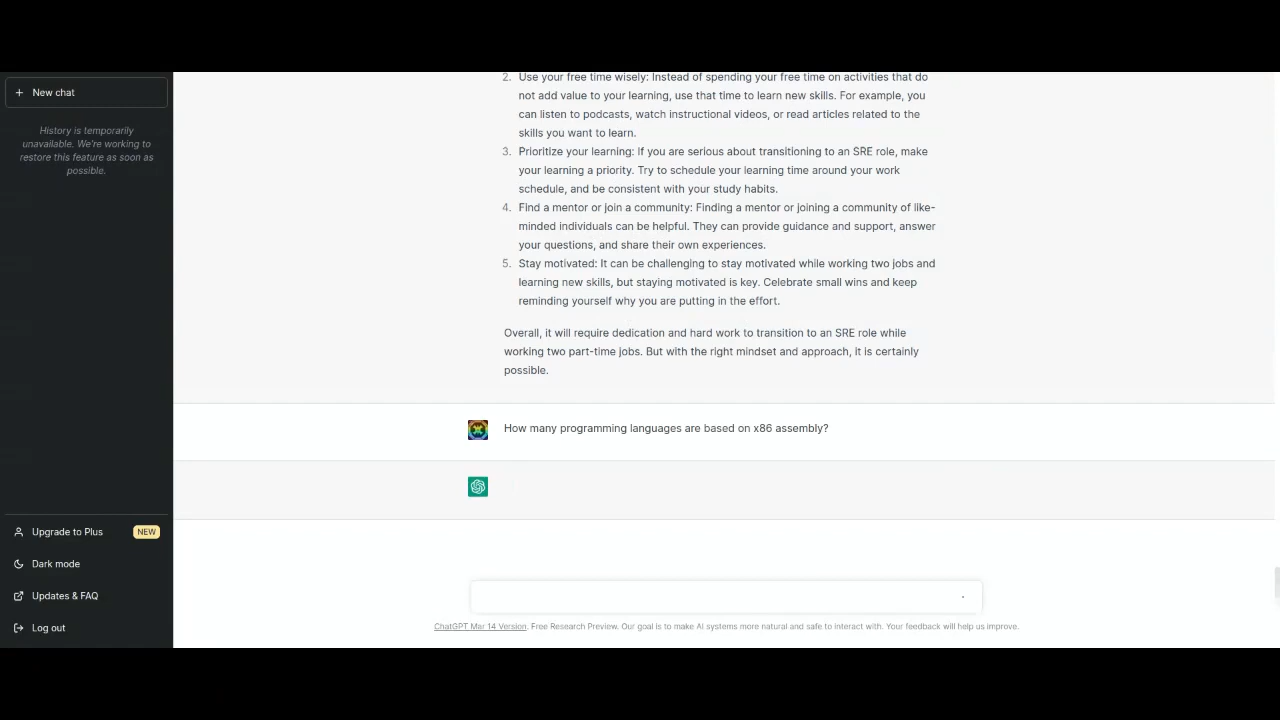 New chat
History is temporarily
unavailable. We're working to
restore this feature as soon as
possible.
2. Use your free time wisely: Instead of spending your free time on activities that do
not add value to your learning, use that time to learn new skills. For example, you
can listen to podcasts, watch instructional videos, or read articles related to the
skills you want to learn.
3. Prioritize your learning: If you are serious about transitioning to an SRE role, make
your learning a priority. Try to schedule your learning time around your work
schedule, and be consistent with your study habits.
4. Find a mentor or join a community: Finding a mentor or joining a community of like-
minded individuals can be helpful. They can provide guidance and support, answer
your questions, and share their own experiences.
5. Stay motivated: It can be challenging to stay motivated while working two jobs and
learning new skills, but staying motivated is key. Celebrate small wins and keep
reminding yourself why you are putting in the effort.
Overall, it will require dedication and hard work to transition to an SRE role while
working two part-time jobs. But with the right mindset and approach, it is certainly
possible.
How many programming languages are based on x86 assembly?
Upgrade to Plus NEW
Dark mode
Updates & FAQ
Log out
ChatGPT Mar 14 Version. Free Research Preview. Our goal is to make AI systems more natural and safe to interact with. Your feedback will help us improve.